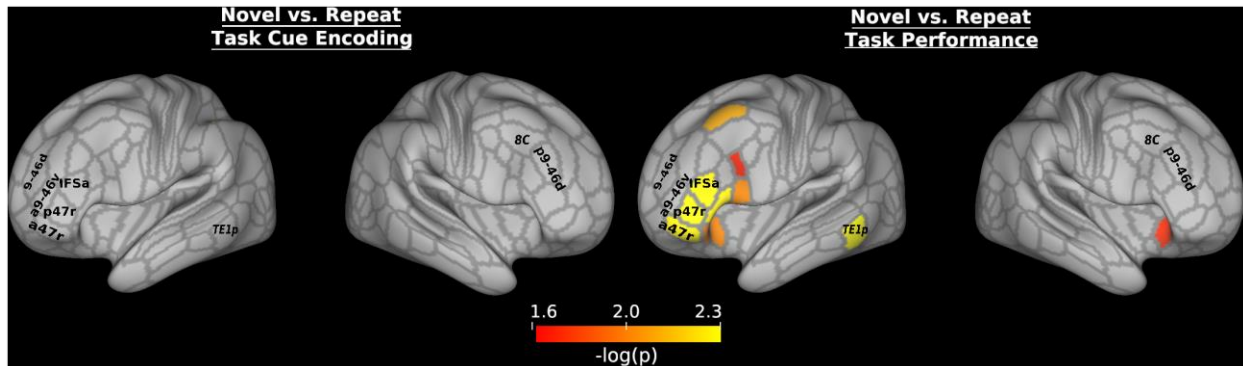 Novel vs. Repeat
Task Cue Encoding
9-46d
a9-46v
IFSa
p47r
a47r
TE1p
8C
p9-46d
Novel vs. Repeat
Task Performance
9-46d
a9-46v
IFSa
p47r
a47r
TE1p
8C
p9-46d
1.6 2.0 2.3
-log(p)